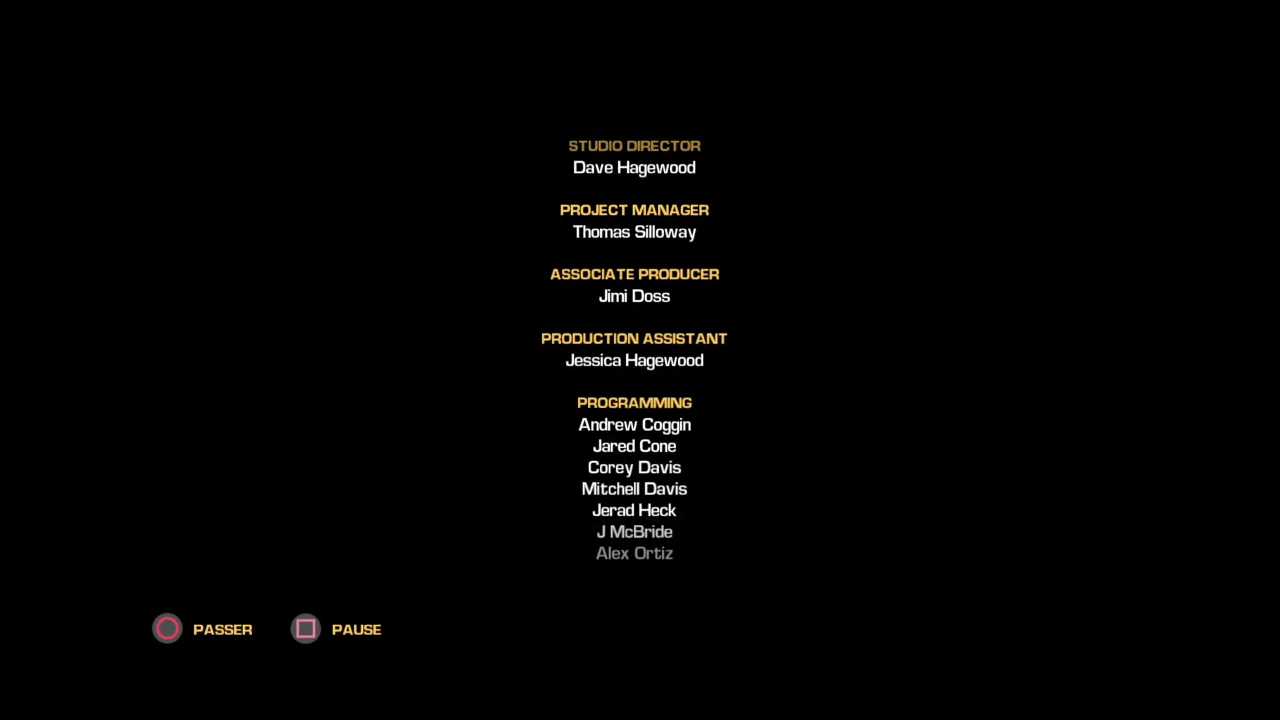 STUDIO DIRECTOR
Dave Hagewood
PROJECT MANAGER
Thomas Silloway
ASSOCIATE PRODUCER
Jimi Doss
PRODUCTION ASSISTANT
Jessica Hagewood
PROGRAMMING
Andrew Coggin
Jared Cone
Corey Davis
Mitchell Davis
Jerad Heck
J McBride
Alex Ortiz
PASSER
PAUSE